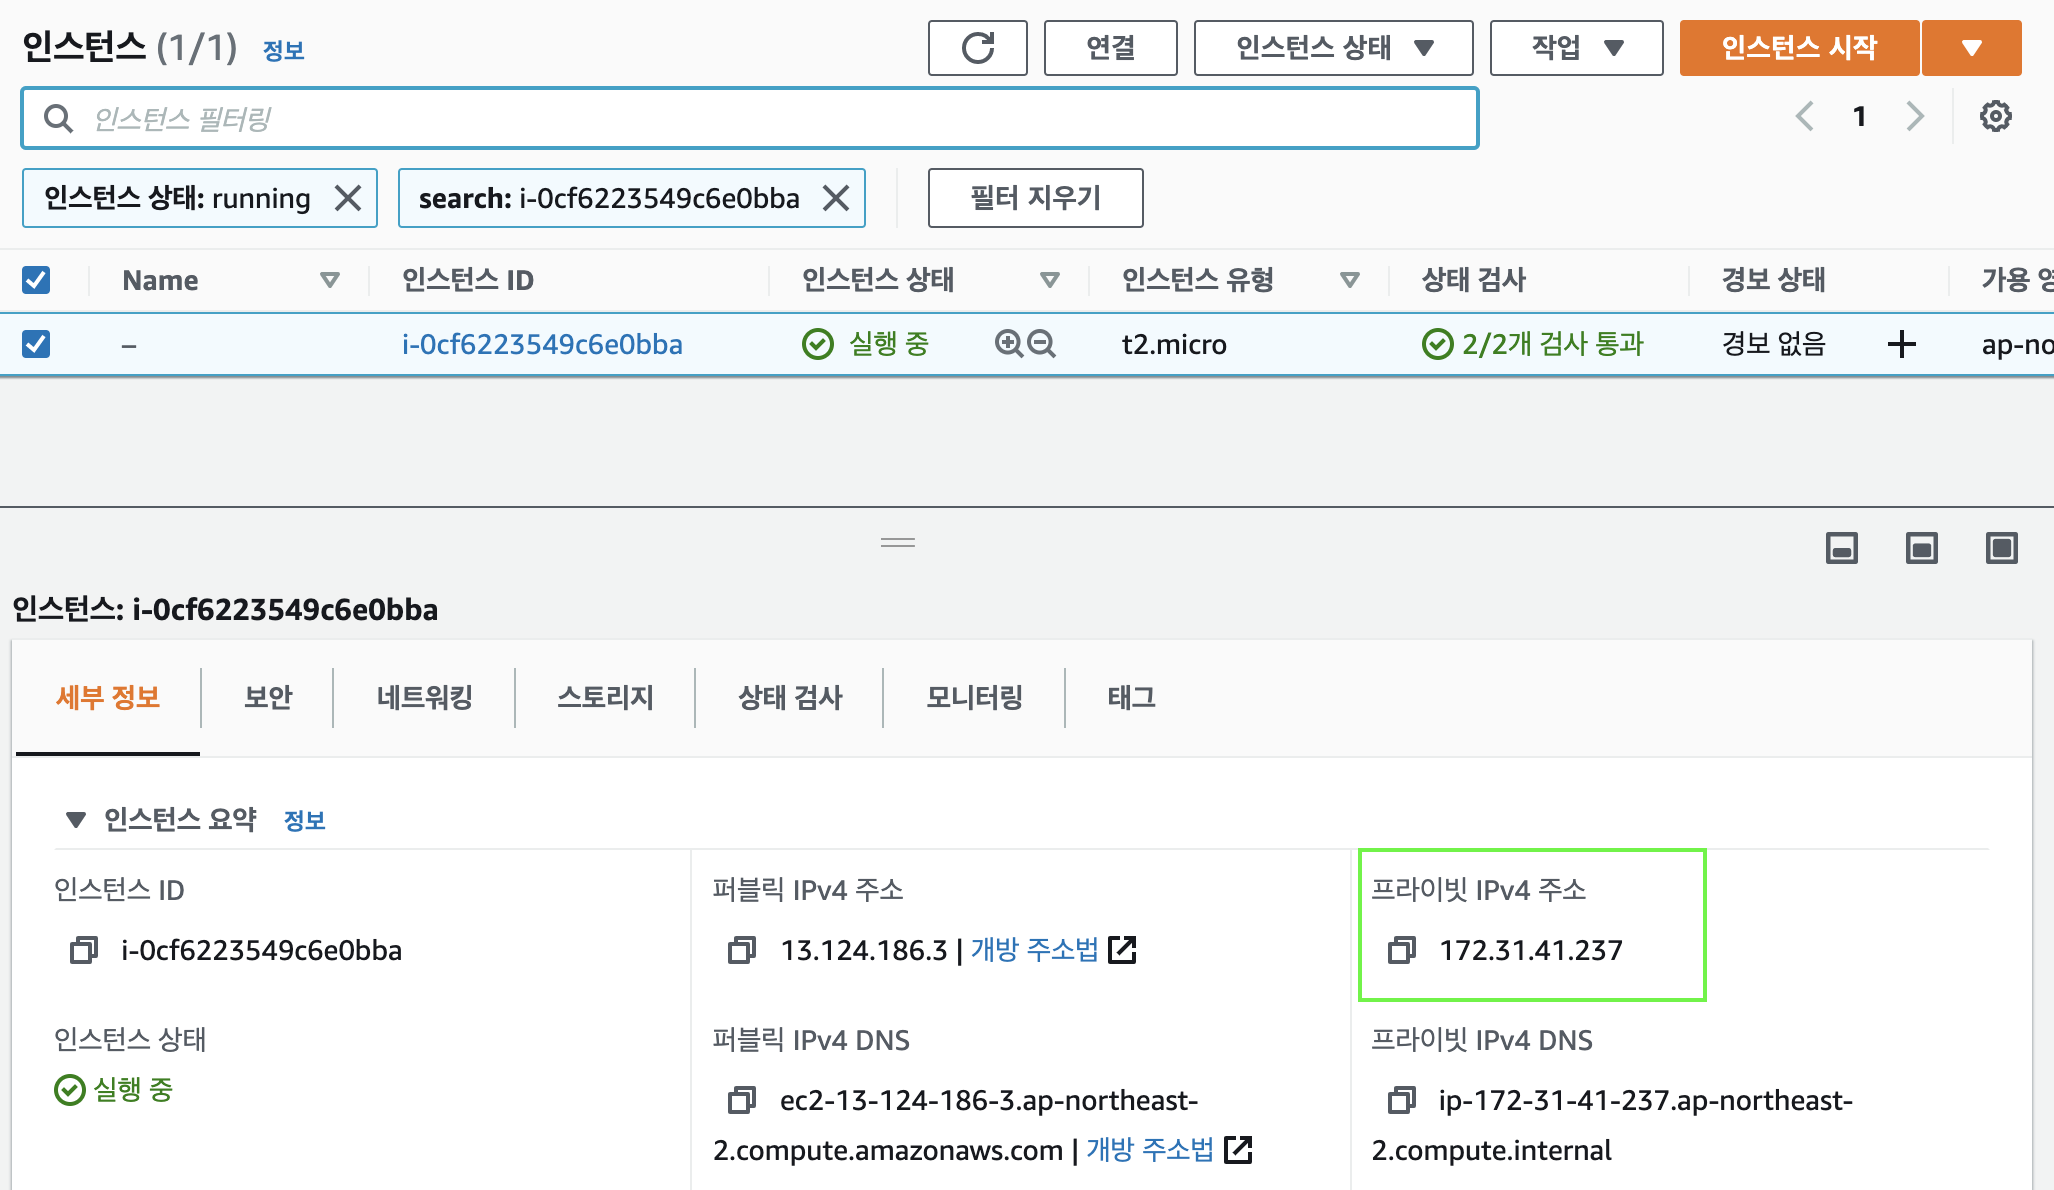 인스턴스 (1/1) 정보 연결 인스턴스 상태 작업 인스턴스 시작
인스턴스 필터링 1
인스턴스 상태: running search: i-0cf6223549c6e0bba 필터 지우기
Name 인스턴스 ID 인스턴스 상태 인스턴스 유형 상태 검사 경보 상태 가용
– i-0cf6223549c6e0bba 실행 중 t2.micro 2/2개 검사 통과 경보 없음 ap-no
인스턴스: i-0cf6223549c6e0bba
세부 정보 보안 네트워킹 스토리지 상태 검사 모니터링 태그
인스턴스 요약 정보
인스턴스 ID
i-0cf6223549c6e0bba
퍼블릭 IPv4 주소
13.124.186.3 | 개방 주소법
프라이빗 IPv4 주소
172.31.41.237
인스턴스 상태
실행 중
퍼블릭 IPv4 DNS
ec2-13-124-186-3.ap-northeast-
2.compute.amazonaws.com | 개방 주소법
프라이빗 IPv4 DNS
ip-172-31-41-237.ap-northeast-
2.compute.internal